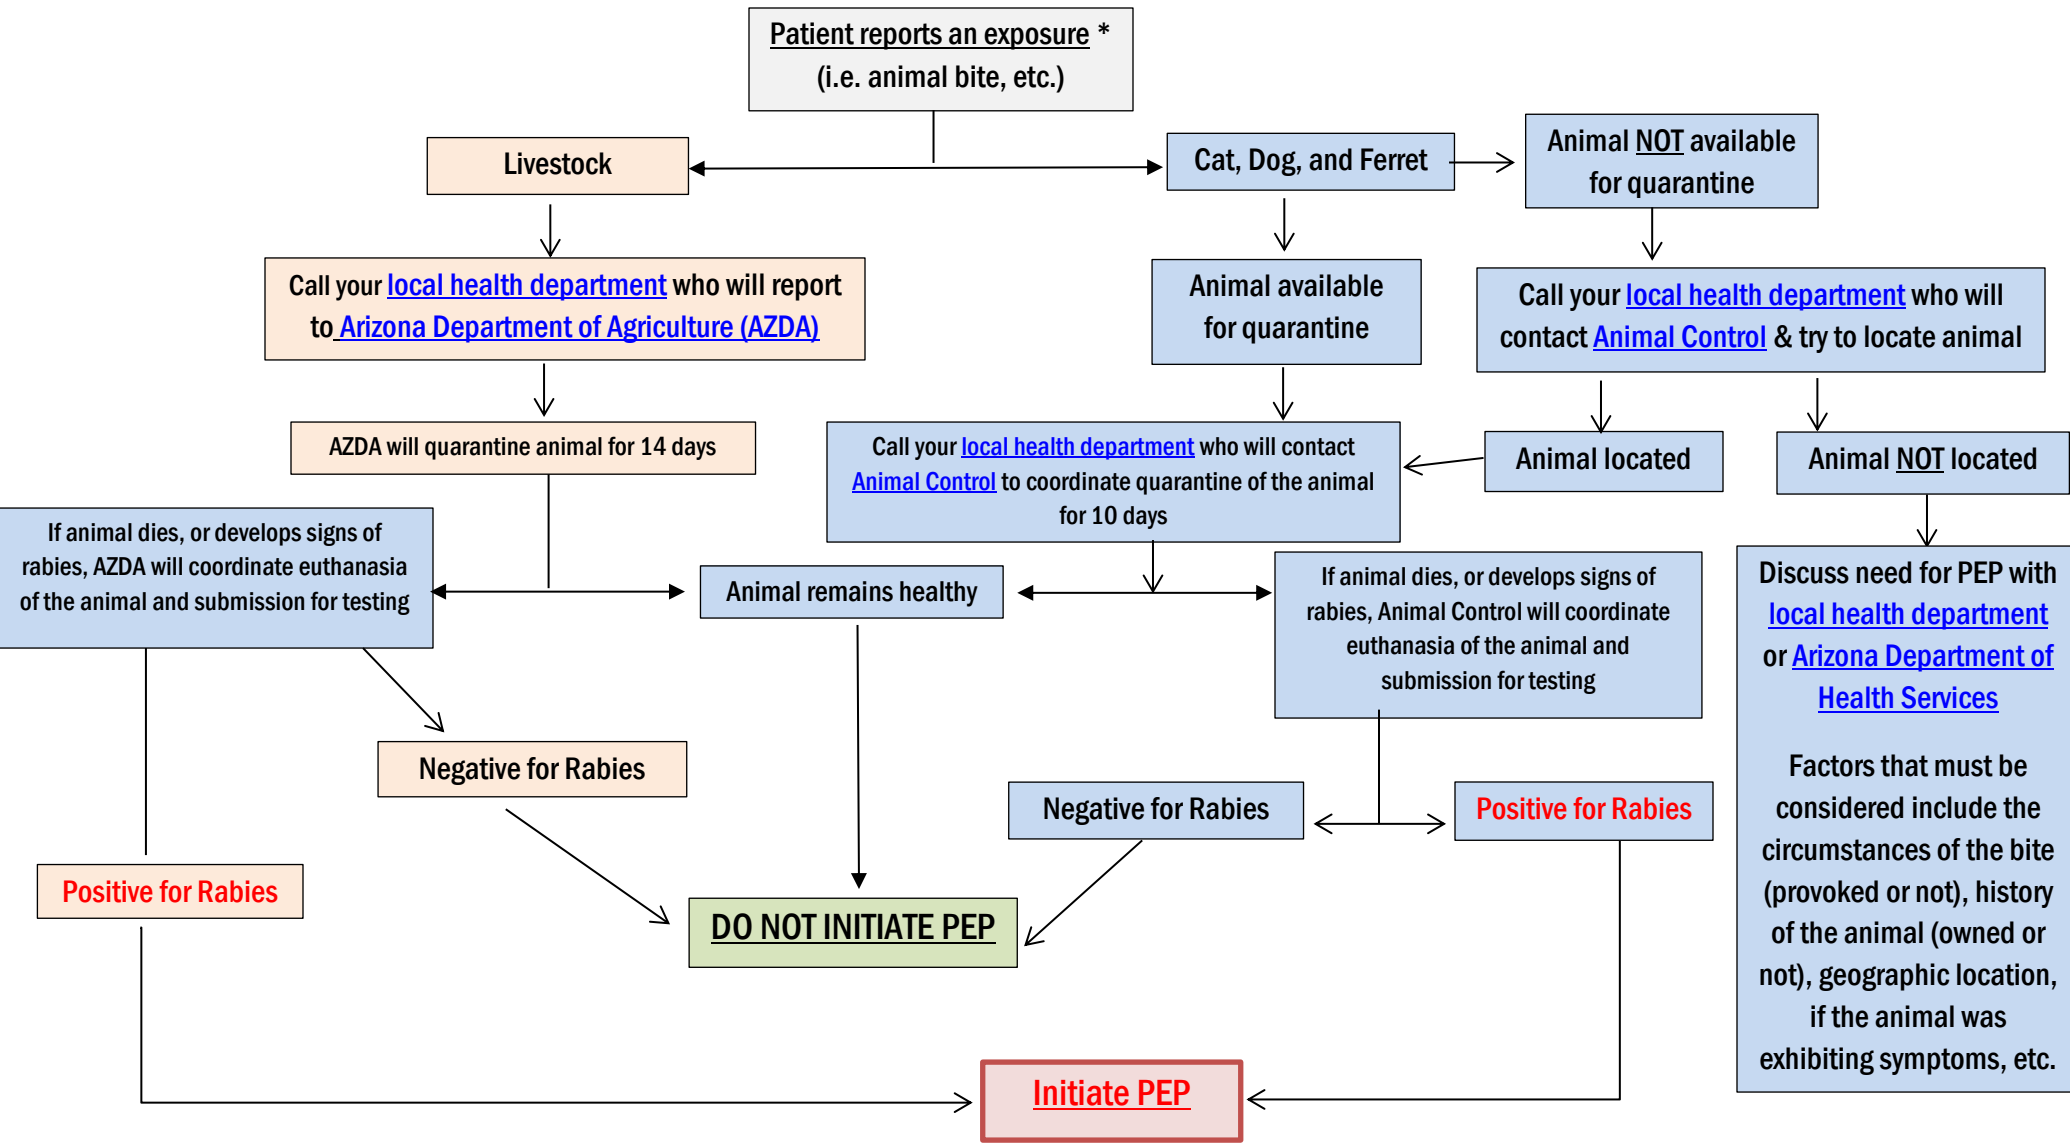 Patient reports an exposure *
(i.e. animal bite, etc.)
Livestock
Cat, Dog, and Ferret
Animal NOT available
for quarantine
Call your local health department who will report
to Arizona Department of Agriculture (AZDA)
Animal available
for quarantine
Call your local health department who will
contact Animal Control & try to locate animal
AZDA will quarantine animal for 14 days
Call your local health department who will contact
Animal Control to coordinate quarantine of the animal
for 10 days
Animal located
Animal NOT located
If animal dies, or develops signs of
rabies, AZDA will coordinate euthanasia
of the animal and submission for testing
Animal remains healthy
If animal dies, or develops signs of
rabies, Animal Control will coordinate
euthanasia of the animal and
submission for testing
Discuss need for PEP with
local health department
or Arizona Department of
Health Services
Factors that must be
considered include the
circumstances of the bite
(provoked or not), history
of the animal (owned or
not), geographic location,
if the animal was
exhibiting symptoms, etc.
Negative for Rabies
Negative for Rabies
Positive for Rabies
Positive for Rabies
DO NOT INITIATE PEP
Initiate PEP